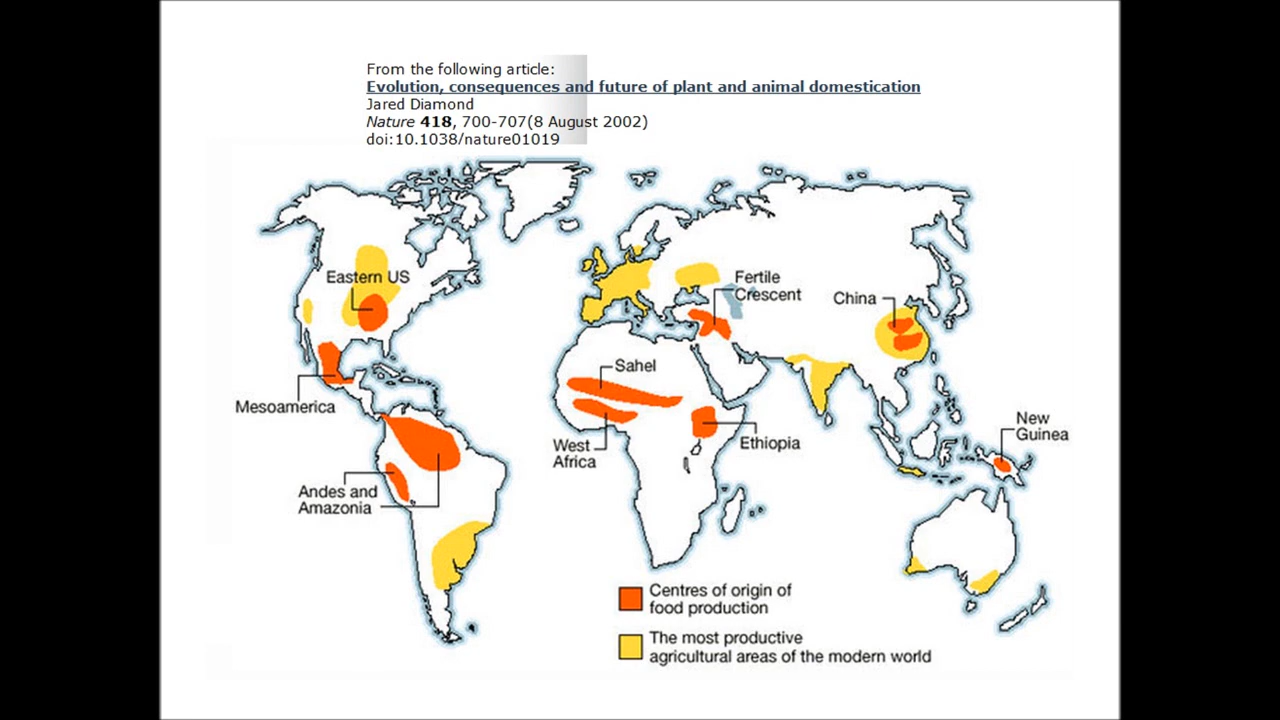 From the following article:
Evolution, consequences and future of plant and animal domestication
Jared Diamond
Nature 418, 700-707(8 August 2002)
doi:10.1038/nature01019
Eastern US
Fertile
Crescent
China
Sahel
Mesoamerica
New
Guinea
West
Africa
Ethiopia
Andes and
Amazonia
Centres of origin of
food production
The most productive
agricultural areas of the modern world